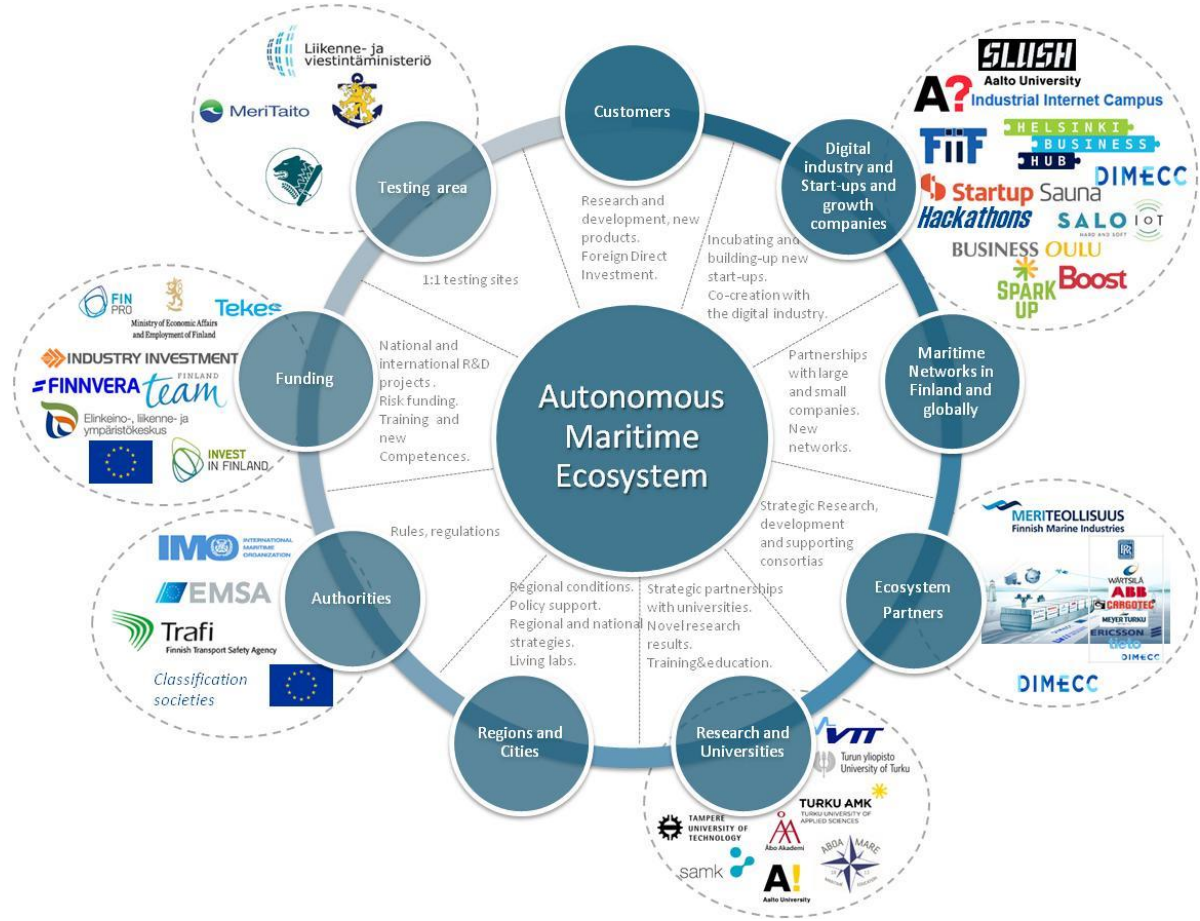 Autonomous
Maritime
Ecosystem
Customers
Research and
development, new
products.
Foreign Direct
Investment.
Digital
industry and
Start-ups and
growth
companies
Incubating and
building-up new
start-ups.
Co-creation with
the digital industry.
SLUSH
Aalto University
A? Industrial Internet Campus
FiiF
HELSINKI
BUSINESS
HUB
DIMECC
Startup Sauna
Hackathons
SALO IOT
HARD AND SOFT
BUSINESS OULU
SPARK
UP
Boost
Maritime
Networks in
Finland and
globally
Partnerships
with large
and small
companies.
New
networks.
Ecosystem
Partners
Strategic Research,
development
and supporting
consortias
MERITEOLLISUUS
Finnish Marine Industries
RR
WÄRTSILÄ
ABB
CARGOTEC
MEYER TURKU
ERICSSON
tieto
DIMECC
DIMECC
Research and
Universities
Strategic partnerships
with universities.
Novel research
results.
Training&education.
VTT
Turun yliopisto
University of Turku
TURKU AMK
TURKU UNIVERSITY OF
APPLIED SCIENCES
TAMPERE
UNIVERSITY OF
TECHNOLOGY
Åbo Akademi
samk
A!
Aalto University
ABOA MARE
Regions and
Cities
Regional conditions.
Policy support.
Regional and national
strategies.
Living labs.
Authorities
Rules, regulations
IMO
INTERNATIONAL
MARITIME
ORGANIZATION
EMSA
Trafi
Finnish Transport Safety Agency
Classification
societies
Funding
National and
international R&D
projects .
Risk funding.
Training and
new
Competences.
FIN
PRO
Ministry of Economic Affairs
and Employment of Finland
Tekes
INDUSTRY INVESTMENT
FINNVERA
FINLAND
team
Elinkeino-, liikenne- ja
ympäristökeskus
INVEST
IN FINLAND
Testing area
1:1 testing sites
Liikenne- ja
viestintäministeriö
MeriTaito